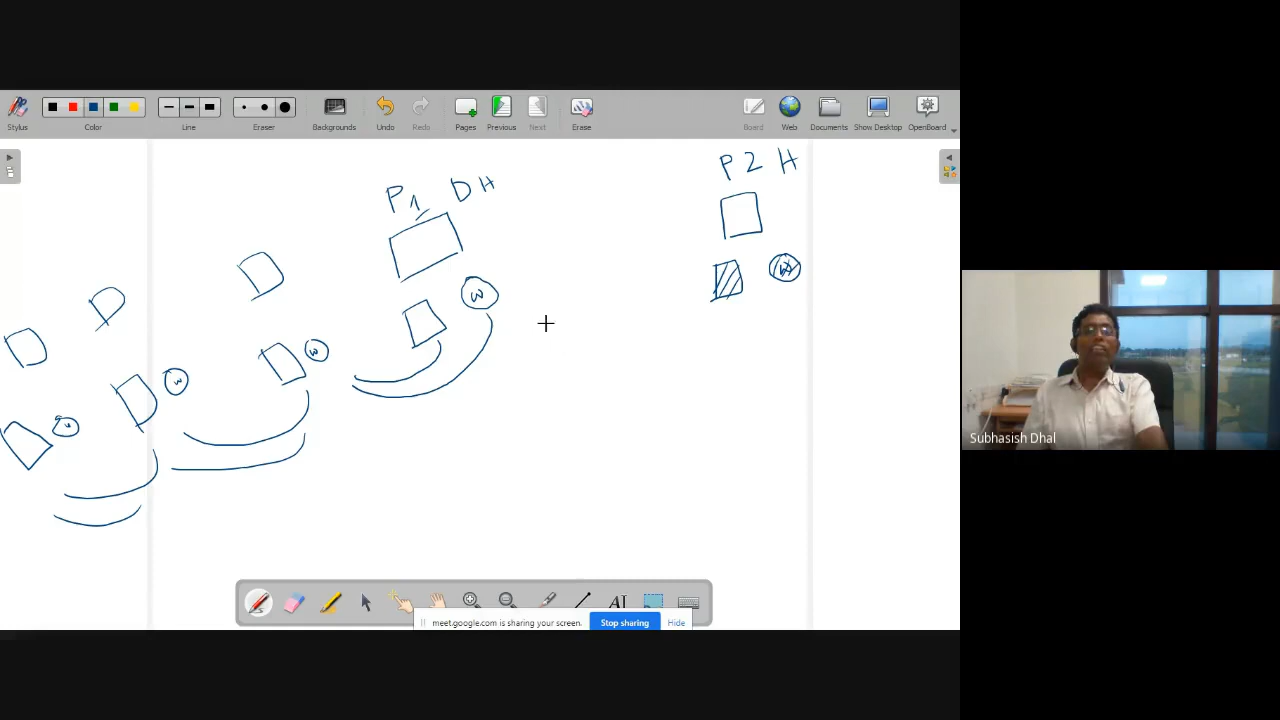 Stylus
Color
Line
Eraser
Backgrounds
Undo
Redo
Pages
Previous
Next
Erase
Board
Web
Documents
Show Desktop
OpenBoard
P1 DH
P2 H
W
W
Subhasish Dhal
meet.google.com is sharing your screen.
Stop sharing
Hide